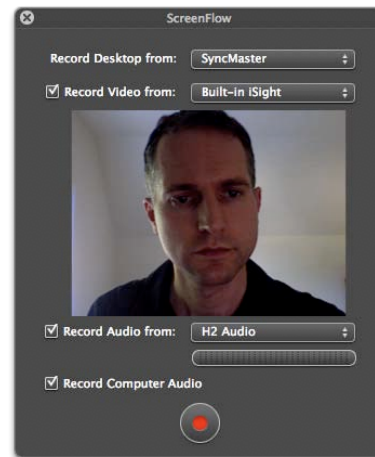 ScreenFlow
Record Desktop from: SyncMaster
Record Video from: Built-in iSight
Record Audio from: H2 Audio
Record Computer Audio